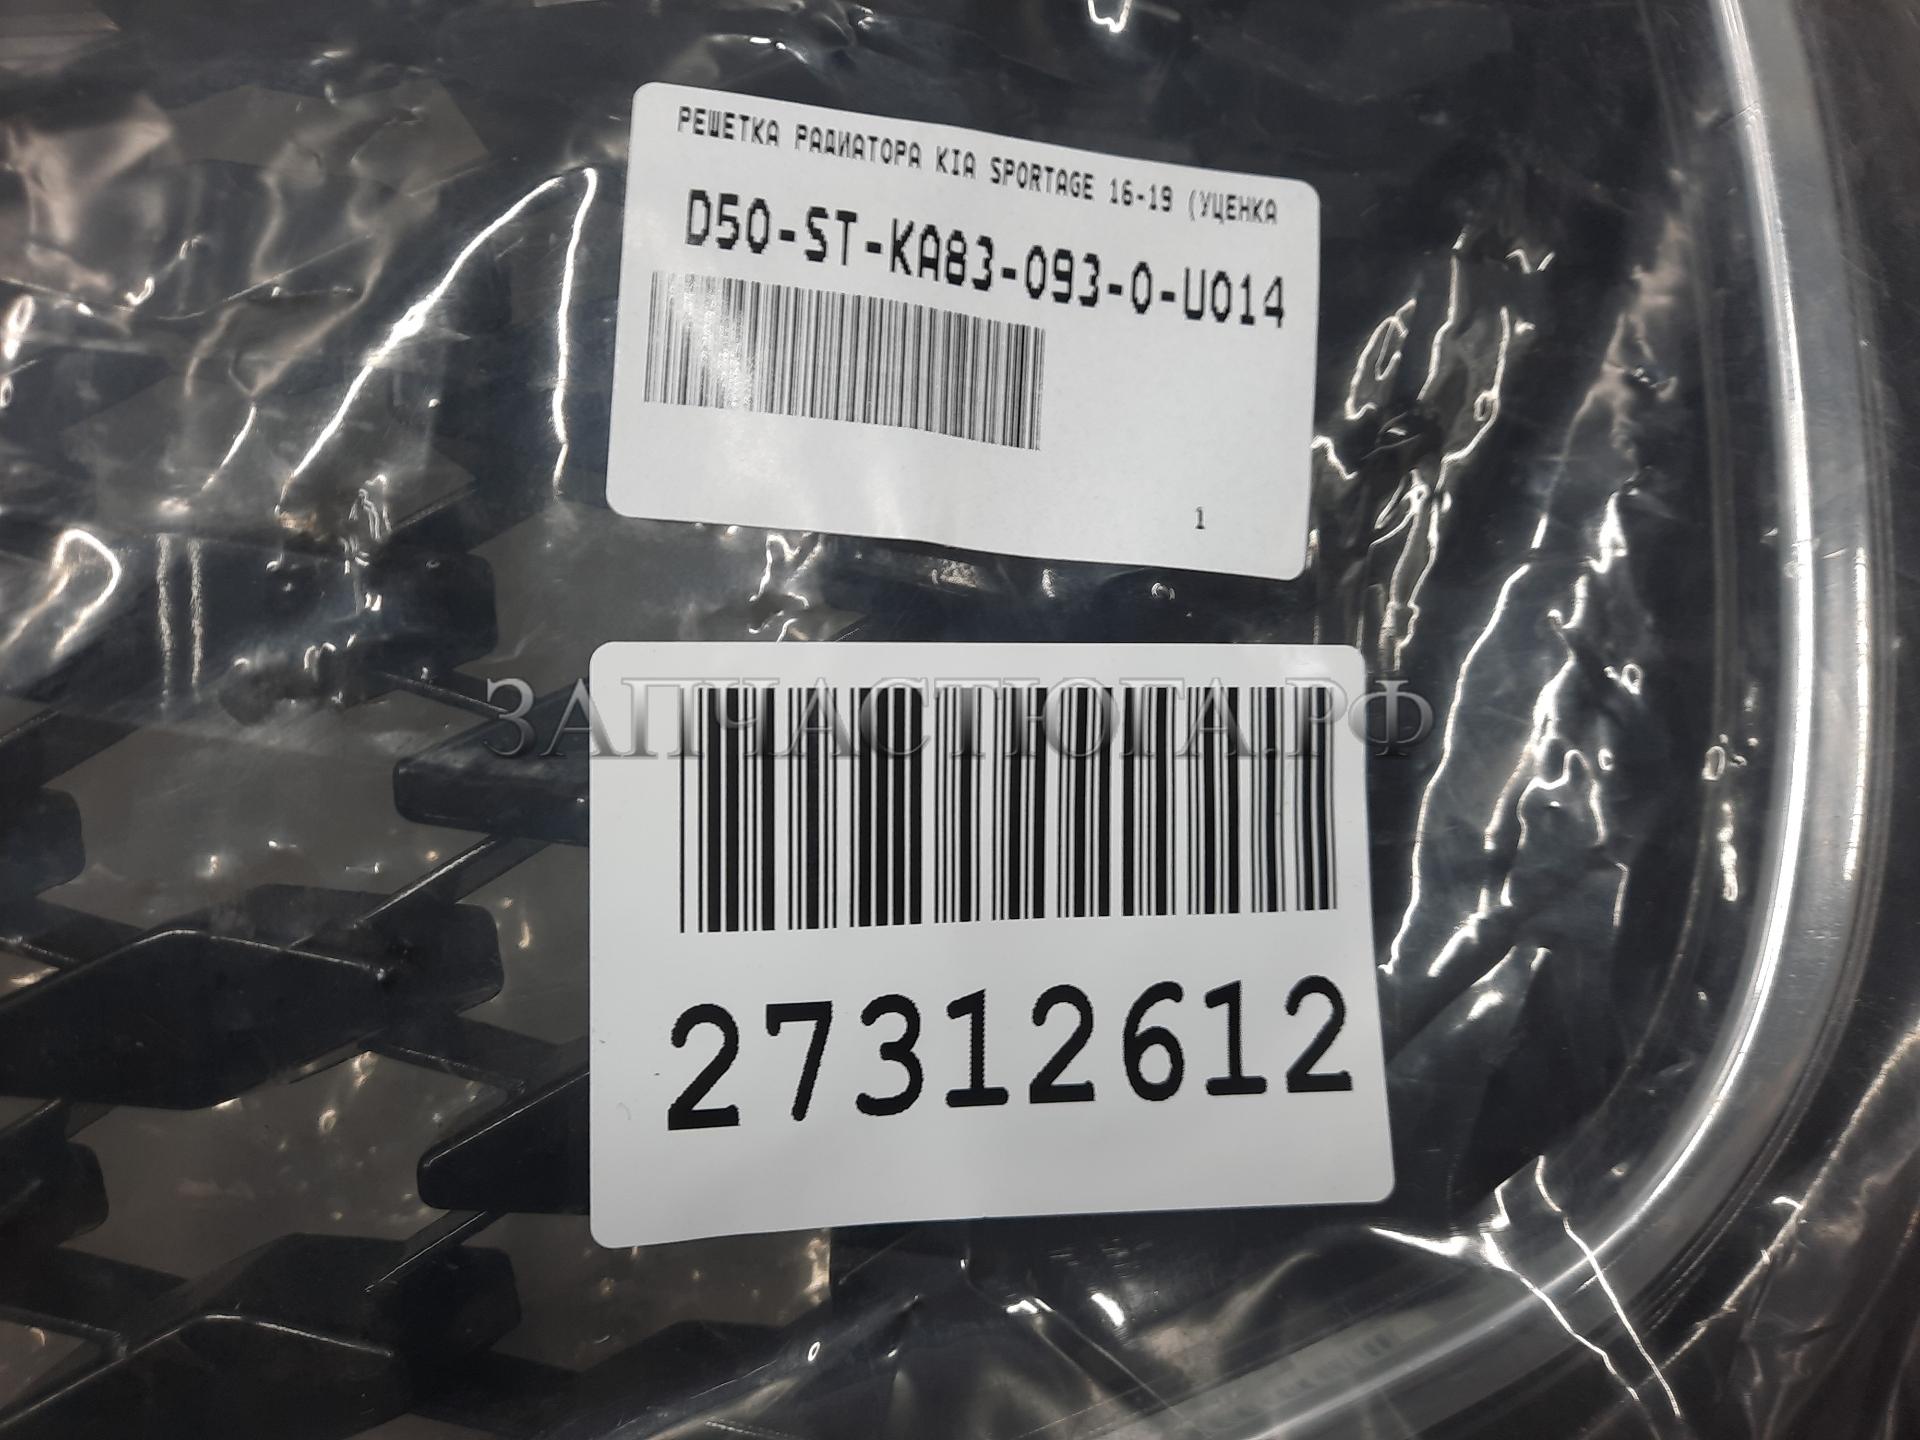 РЕШЕТКА РАДИАТОРА KIA SPORTAGE 16-19 (УЦЕНКА
D50-ST-KA83-093-0-U014
1
ЗАПЧАСТЮГА.РФ
27312612